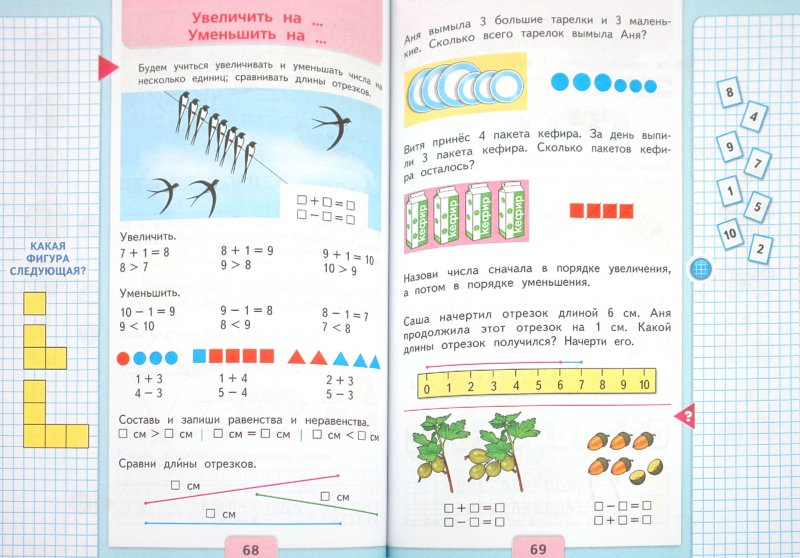 Увеличить на ...
Уменьшить на ...
Будем учиться увеличивать и уменьшать числа на
несколько единиц; сравнивать длины отрезков.
□ + □ = □
□ − □ = □
Увеличить.
7 + 1 = 8 8 + 1 = 9 9 + 1 = 10
8 > 7 9 > 8 10 > 9
Уменьшить.
10 − 1 = 9 9 − 1 = 8 8 − 1 = 7
9 < 10 8 < 9 7 < 8
1 + 3 1 + 4 2 + 3
4 − 3 5 − 4 5 − 3
Составь и запиши равенства и неравенства.
□ см > □ см | □ см = □ см | □ см < □ см
Сравни длины отрезков.
□ см
□ см
□ см
68
КАКАЯ
ФИГУРА
СЛЕДУЮЩАЯ?
Аня вымыла 3 большие тарелки и 3 малень-
кие. Сколько всего тарелок вымыла Аня?
Витя принёс 4 пакета кефира. За день выпи-
ли 3 пакета кефира. Сколько пакетов кефи-
ра осталось?
кефир кефир кефир кефир
Назови числа сначала в порядке увеличения,
а потом в порядке уменьшения.
Саша начертил отрезок длиной 6 см. Аня
продолжила этот отрезок на 1 см. Какой
длины отрезок получился? Начерти его.
0 1 2 3 4 5 6 7 8 9 10
?
□ + □ = □
□ − □ = □
□ − □ = □
□ + □ = □
69
8
4
9
7
1
5
10
2